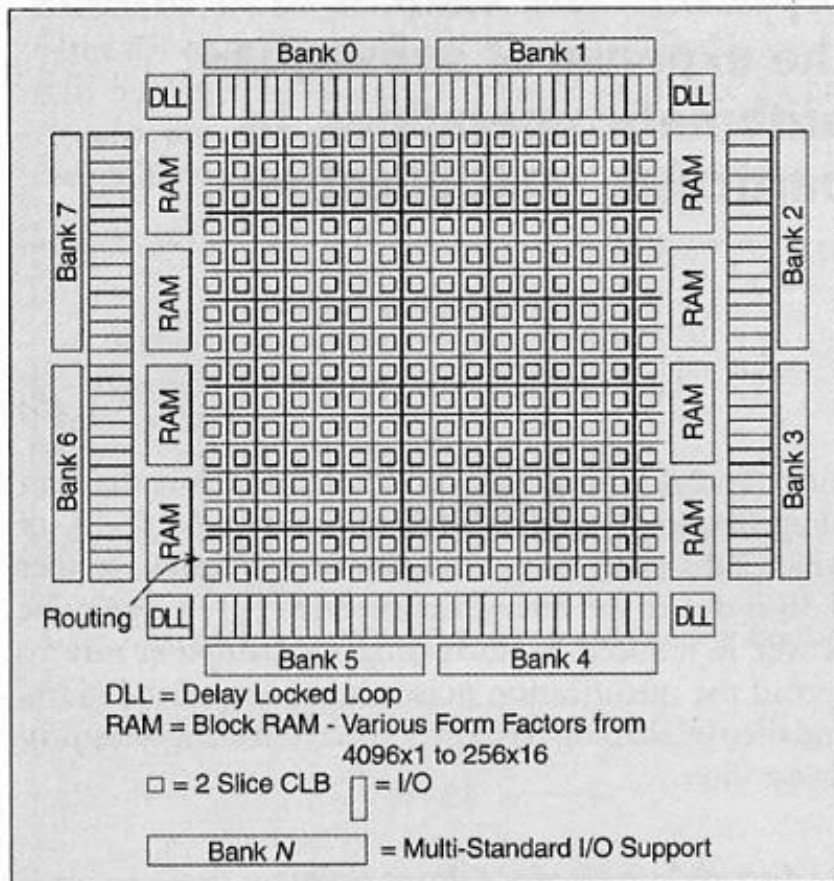 Bank 0 Bank 1
DLL DLL
Bank 7 RAM RAM Bank 2
RAM RAM
Bank 6 RAM RAM Bank 3
RAM RAM
Routing
DLL DLL
Bank 5 Bank 4
DLL = Delay Locked Loop
RAM = Block RAM - Various Form Factors from
4096x1 to 256x16
= 2 Slice CLB = I/O
Bank N = Multi-Standard I/O Support